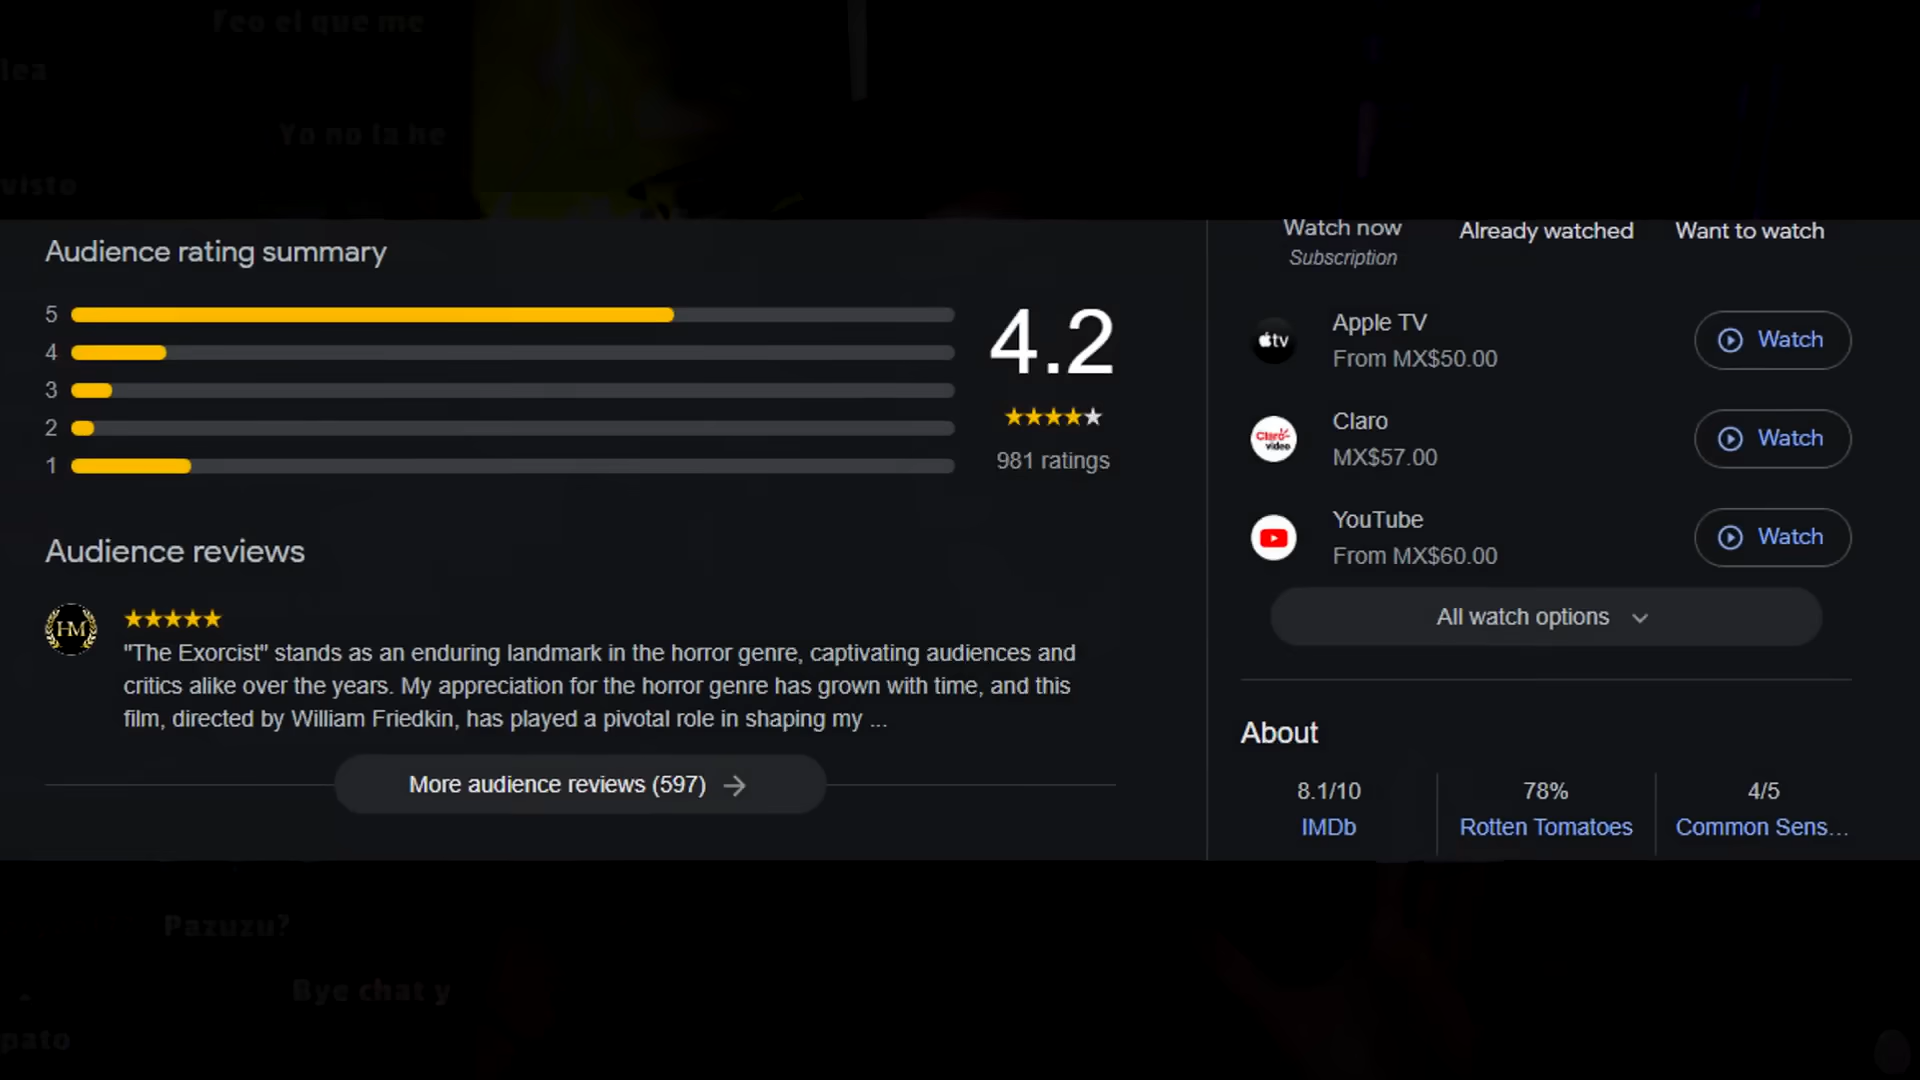 Feo el que me
lea
Yo no la he
visto
Audience rating summary
5
4
3
2
1
4.2
981 ratings
Audience reviews
HM
"The Exorcist" stands as an enduring landmark in the horror genre, captivating audiences and
critics alike over the years. My appreciation for the horror genre has grown with time, and this
film, directed by William Friedkin, has played a pivotal role in shaping my ...
More audience reviews (597)
Watch now
Subscription
Already watched
Want to watch
tv
Apple TV
From MX$50.00
Watch
Claro
video
Claro
MX$57.00
Watch
YouTube
From MX$60.00
Watch
All watch options
About
8.1/10
IMDb
78%
Rotten Tomatoes
4/5
Common Sens...
Pazuzu?
Bye chat y
pato